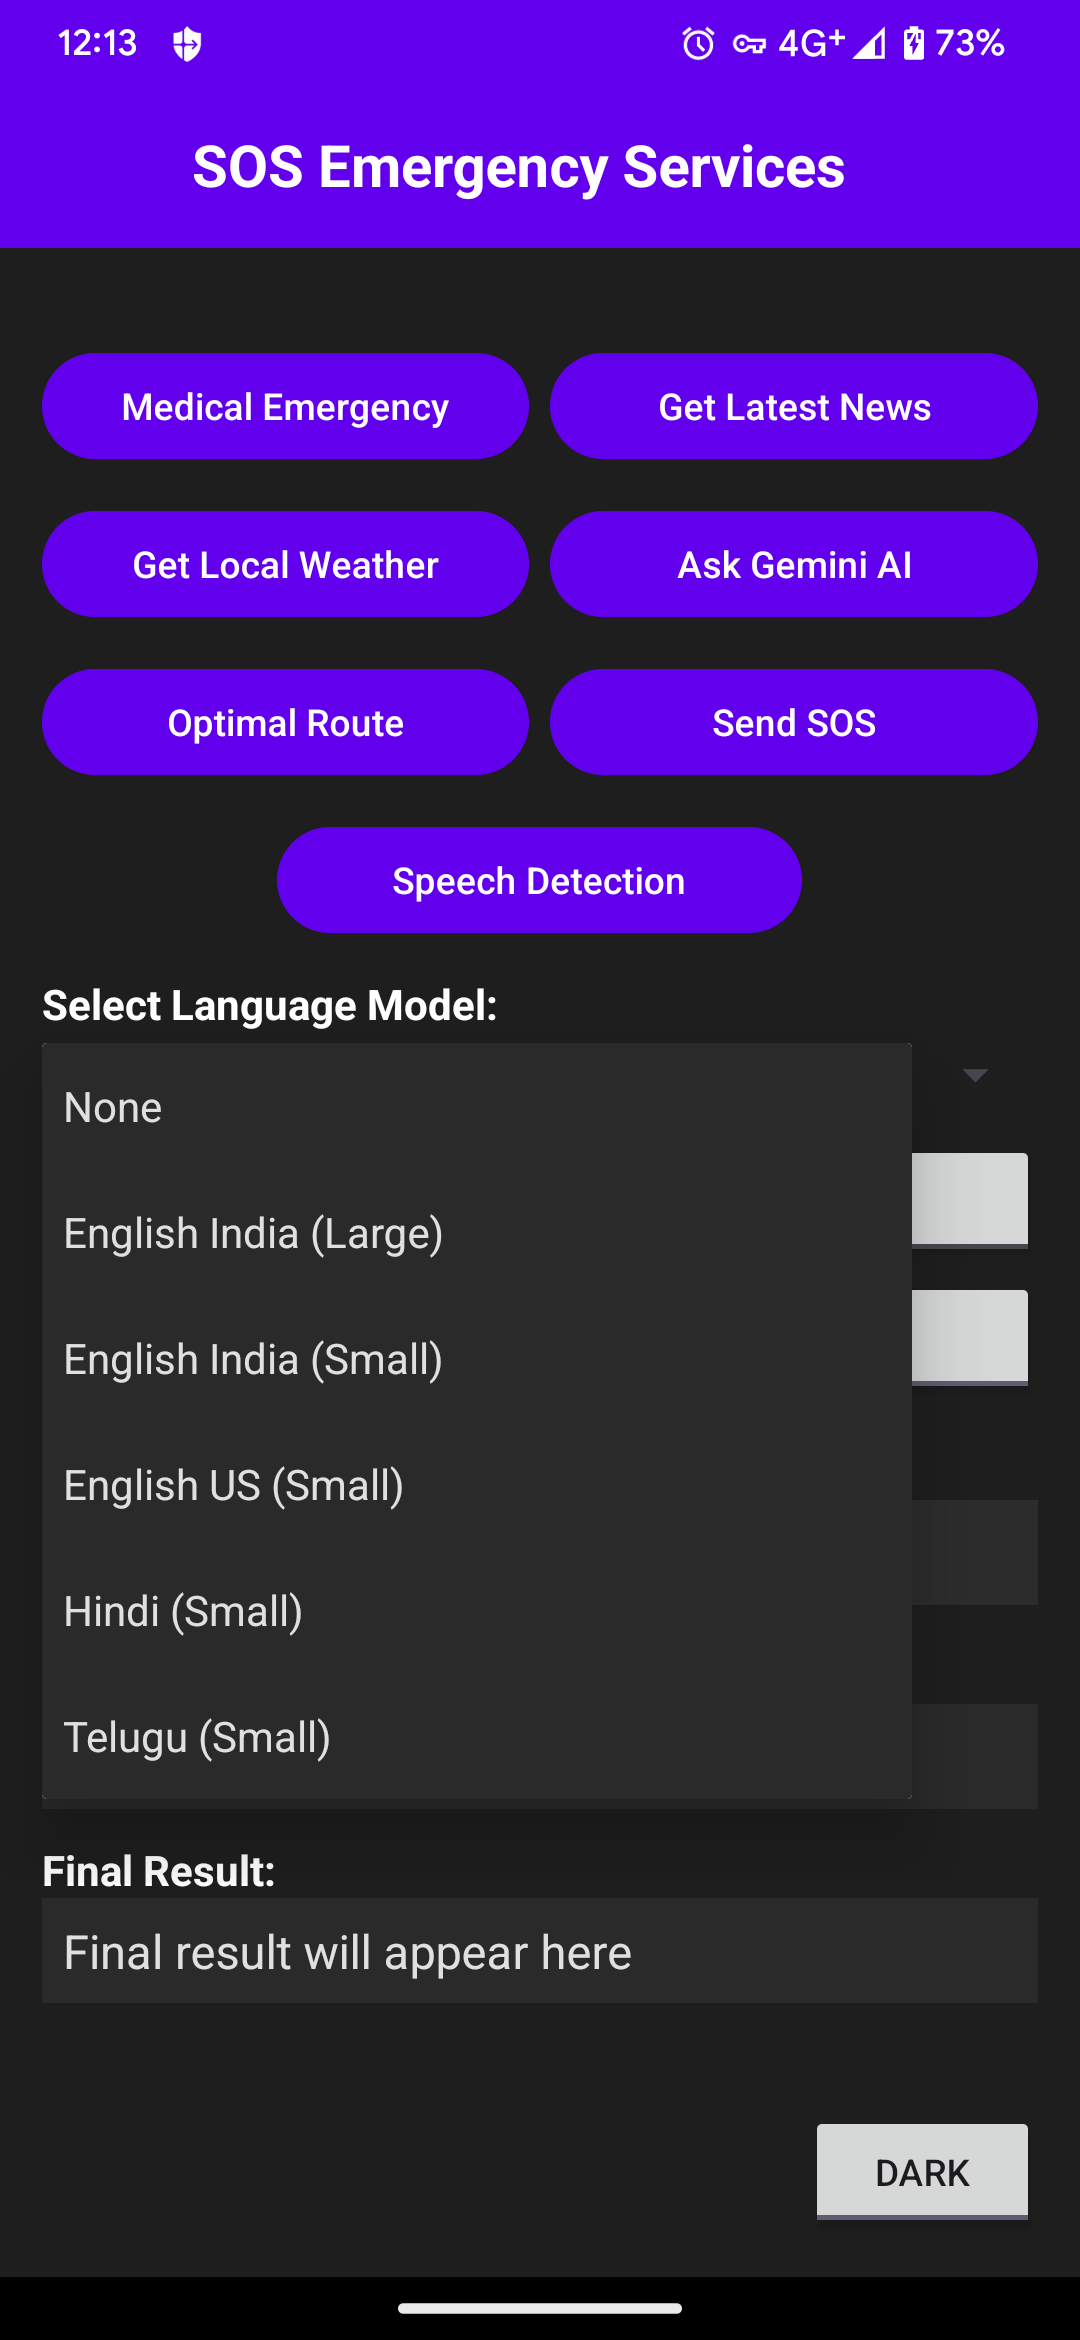 12:13 4G+ 73%
SOS Emergency Services
Medical Emergency
Get Latest News
Get Local Weather
Ask Gemini AI
Optimal Route
Send SOS
Speech Detection
Select Language Model:
None
English India (Large)
English India (Small)
English US (Small)
Hindi (Small)
Telugu (Small)
Final Result:
Final result will appear here
DARK